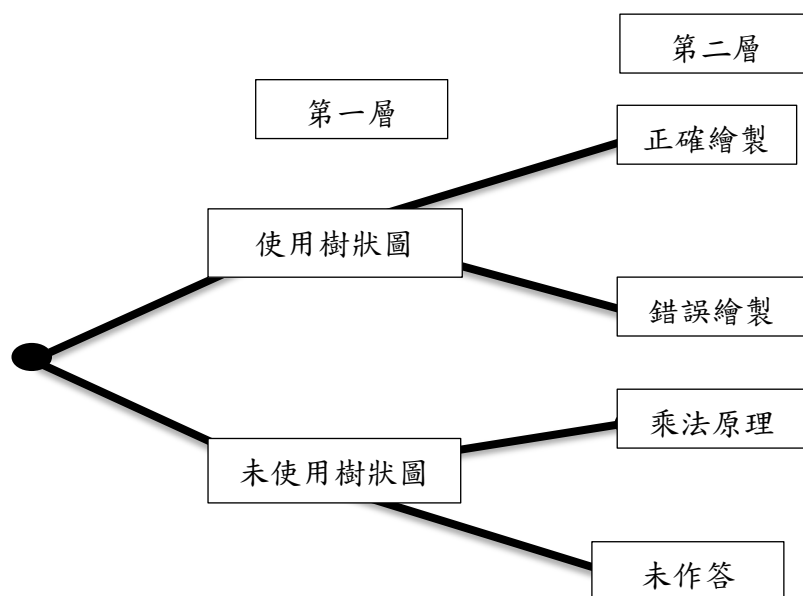 第二層
第一層
正確繪製
使用樹狀圖
錯誤繪製
乘法原理
未使用樹狀圖
未作答